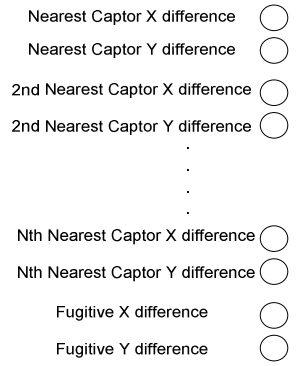 Nearest Captor X difference
Nearest Captor Y difference
2nd Nearest Captor X difference
2nd Nearest Captor Y difference
.
.
.
.
Nth Nearest Captor X difference
Nth Nearest Captor Y difference
Fugitive X difference
Fugitive Y difference